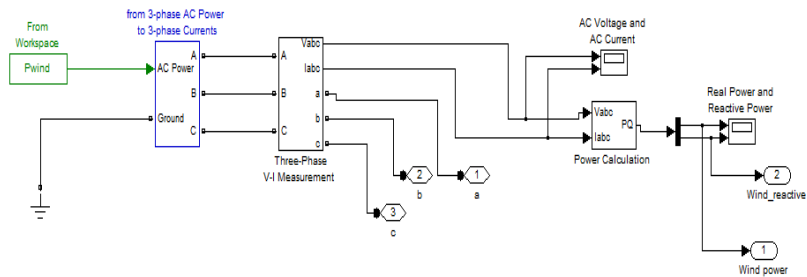 from 3-phase AC Power
to 3-phase Currents
From
Workspace
Pwind
AC Power
Ground
A
B
C
A
B
C
Vabc
Iabc
a
b
c
Three-Phase
V-I Measurement
2
b
1
a
3
c
AC Voltage and
AC Current
Vabc
Iabc
PQ
Power Calculation
Real Power and
Reactive Power
2
Wind_reactive
1
Wind power